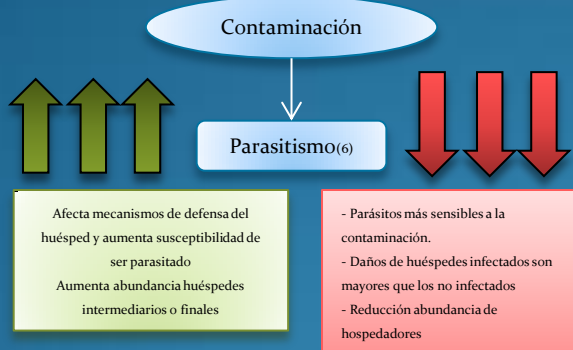 Contaminación
Parasitismo(6)
Afecta mecanismos de defensa del
huésped y aumenta susceptibilidad de
ser parasitado
Aumenta abundancia huéspedes
intermediarios o finales
- Parásitos más sensibles a la
contaminación.
- Daños de huéspedes infectados son
mayores que los no infectados
- Reducción abundancia de
hospedadores